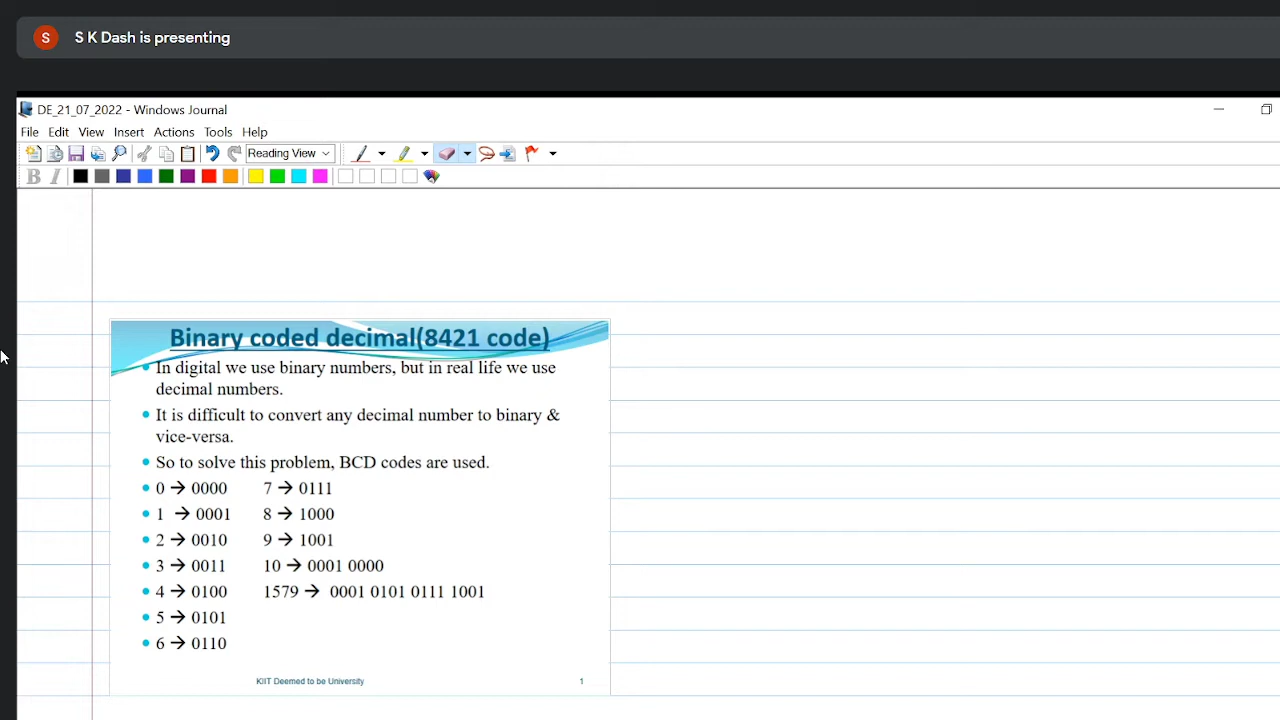 S
S K Dash is presenting
DE_21_07_2022 - Windows Journal
File Edit View Insert Actions Tools Help
Reading View
B I
Binary coded decimal(8421 code)
• In digital we use binary numbers, but in real life we use
decimal numbers.
• It is difficult to convert any decimal number to binary &
vice-versa.
• So to solve this problem, BCD codes are used.
• 0 → 0000 7 → 0111
• 1 → 0001 8 → 1000
• 2 → 0010 9 → 1001
• 3 → 0011 10 → 0001 0000
• 4 → 0100 1579 → 0001 0101 0111 1001
• 5 → 0101
• 6 → 0110
KIIT Deemed to be University 1